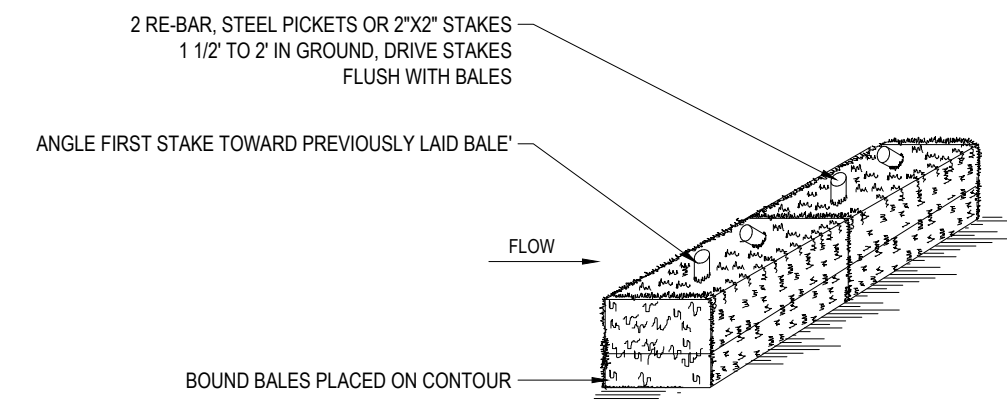 2 RE-BAR, STEEL PICKETS OR 2"X2" STAKES
1 1/2' TO 2' IN GROUND, DRIVE STAKES
FLUSH WITH BALES
ANGLE FIRST STAKE TOWARD PREVIOUSLY LAID BALE'
FLOW
BOUND BALES PLACED ON CONTOUR